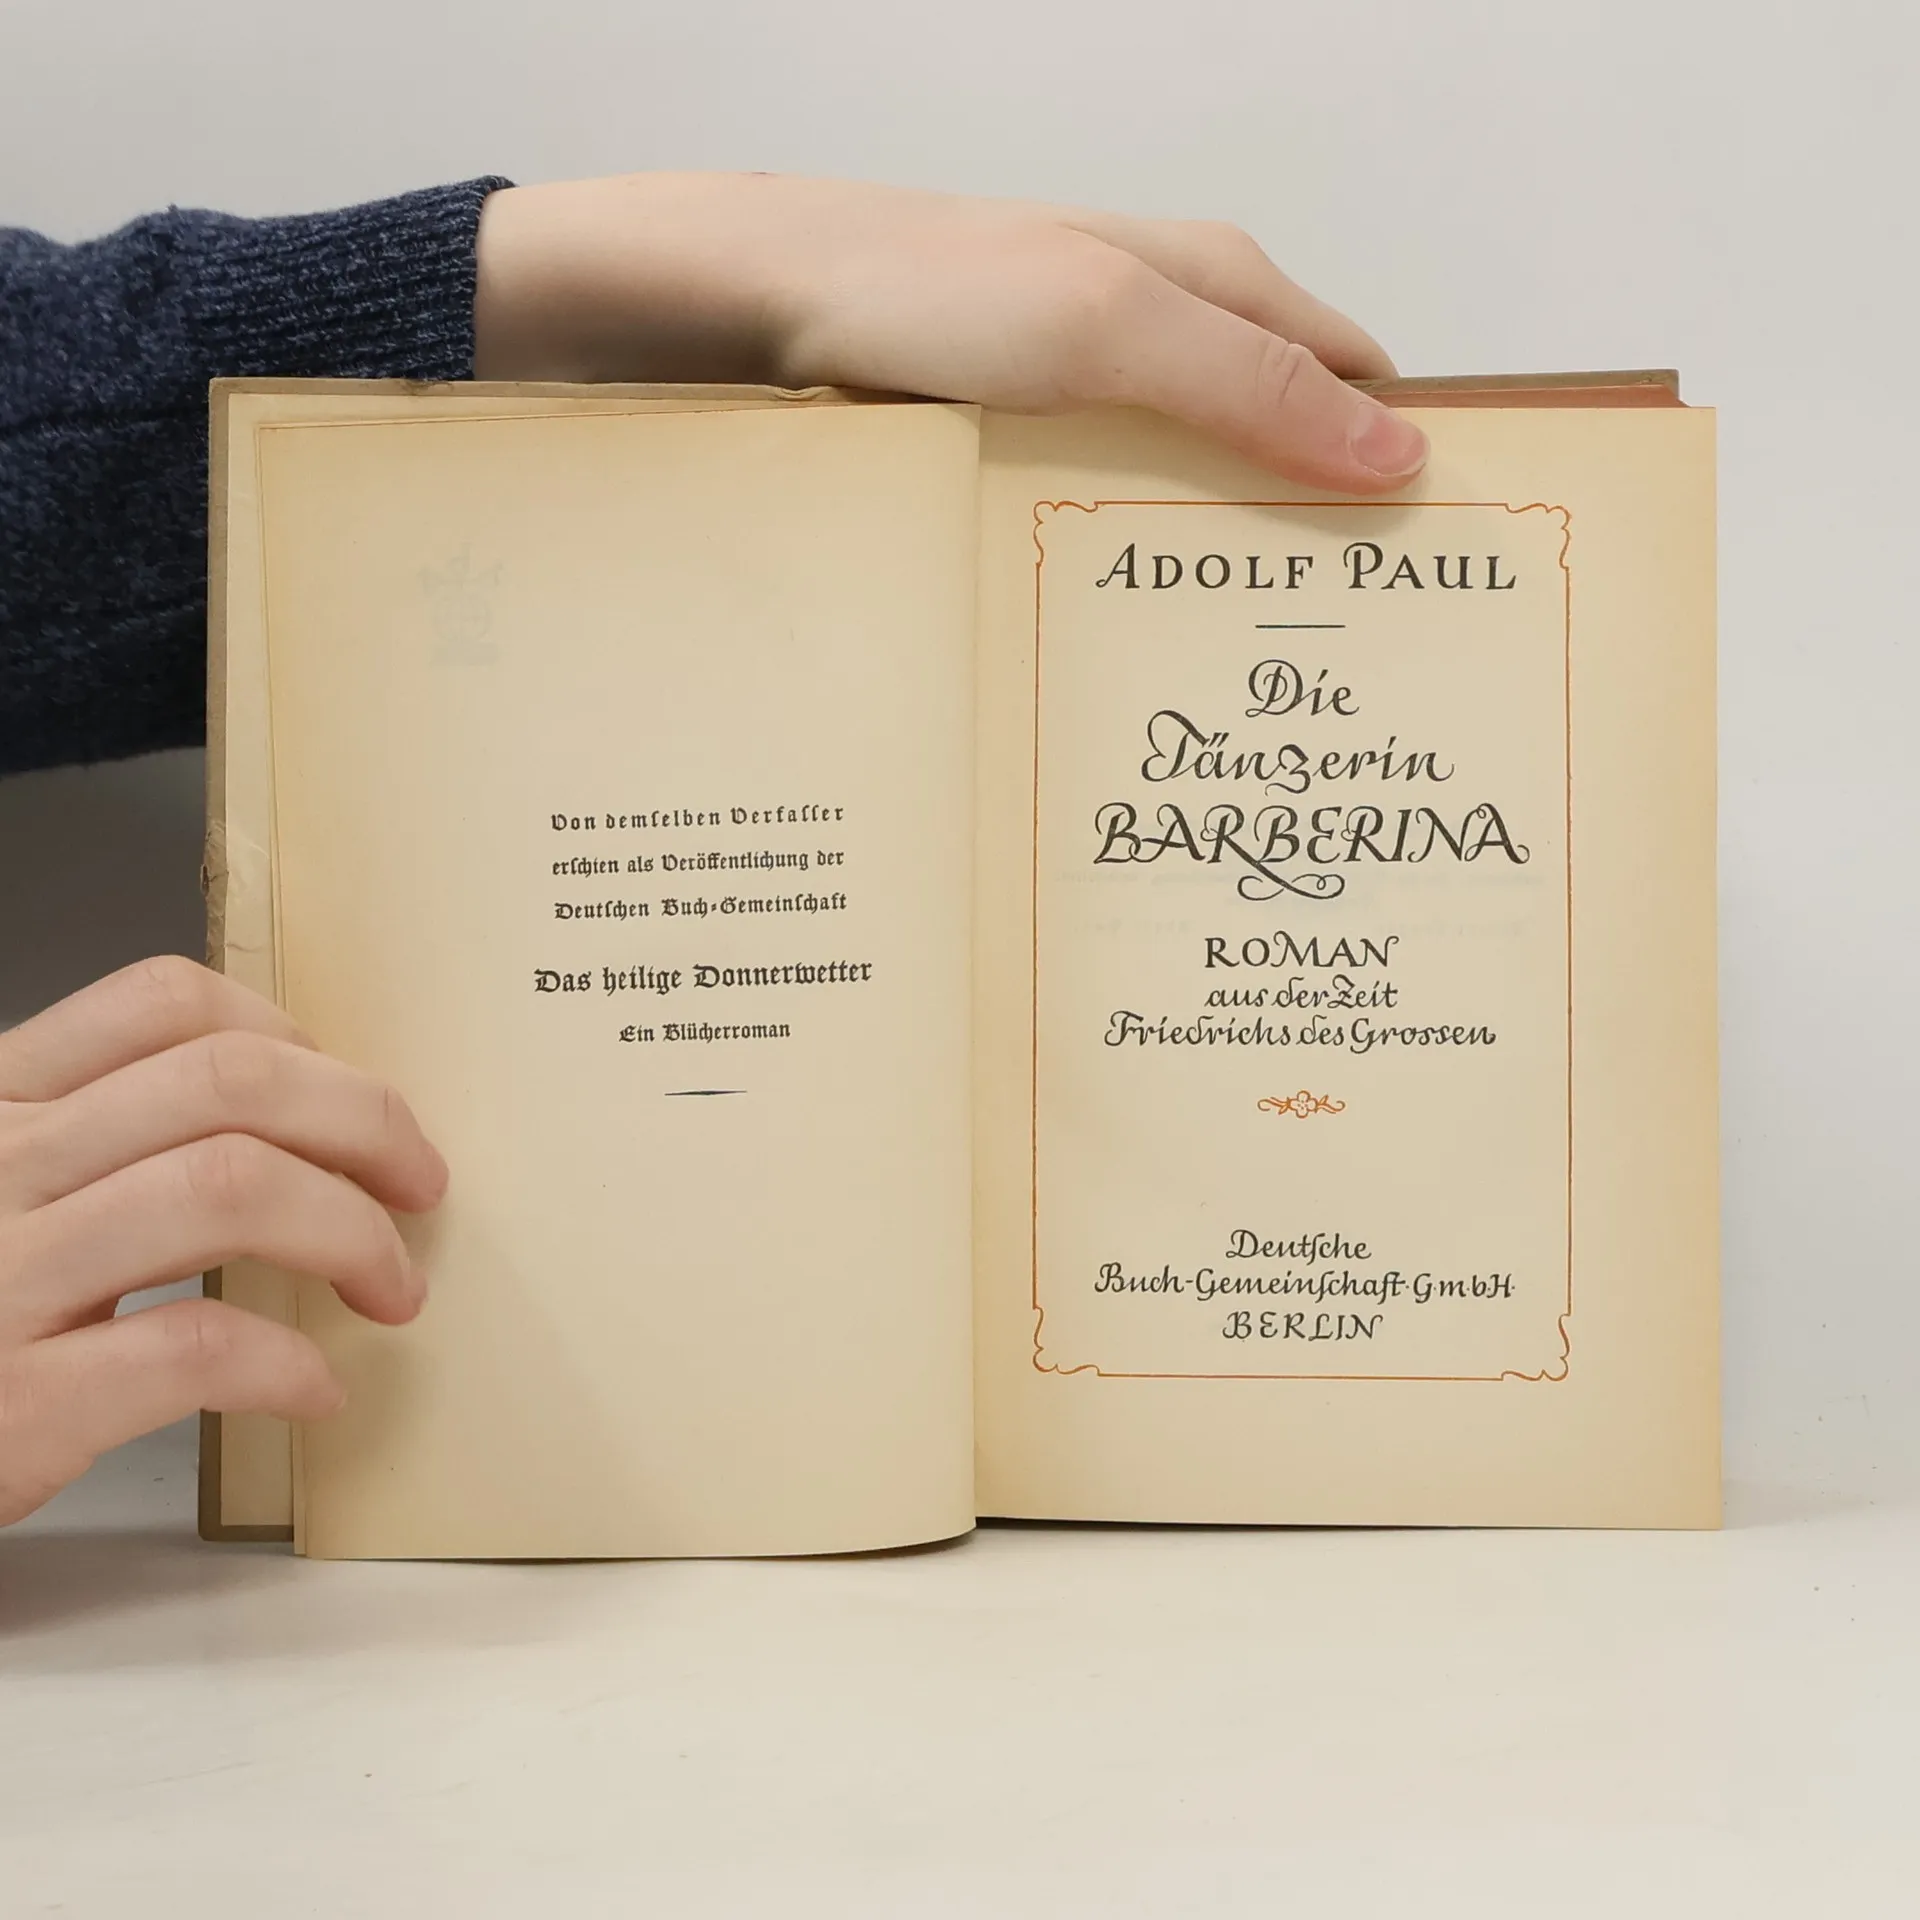 Von demſelben Verfaſſer
erſchien als Veröffentlichung der
Deutſchen Buch-Gemeinſchaft
Das heilige Donnerwetter
Ein Blücherroman
ADOLF PAUL
Die
Tänzerin
BARBERINA
ROMAN
aus der Zeit
Friedrichs des Grossen
Deutſche
Buch-Gemeinſchaft·G·m·b·H·
BERLIN